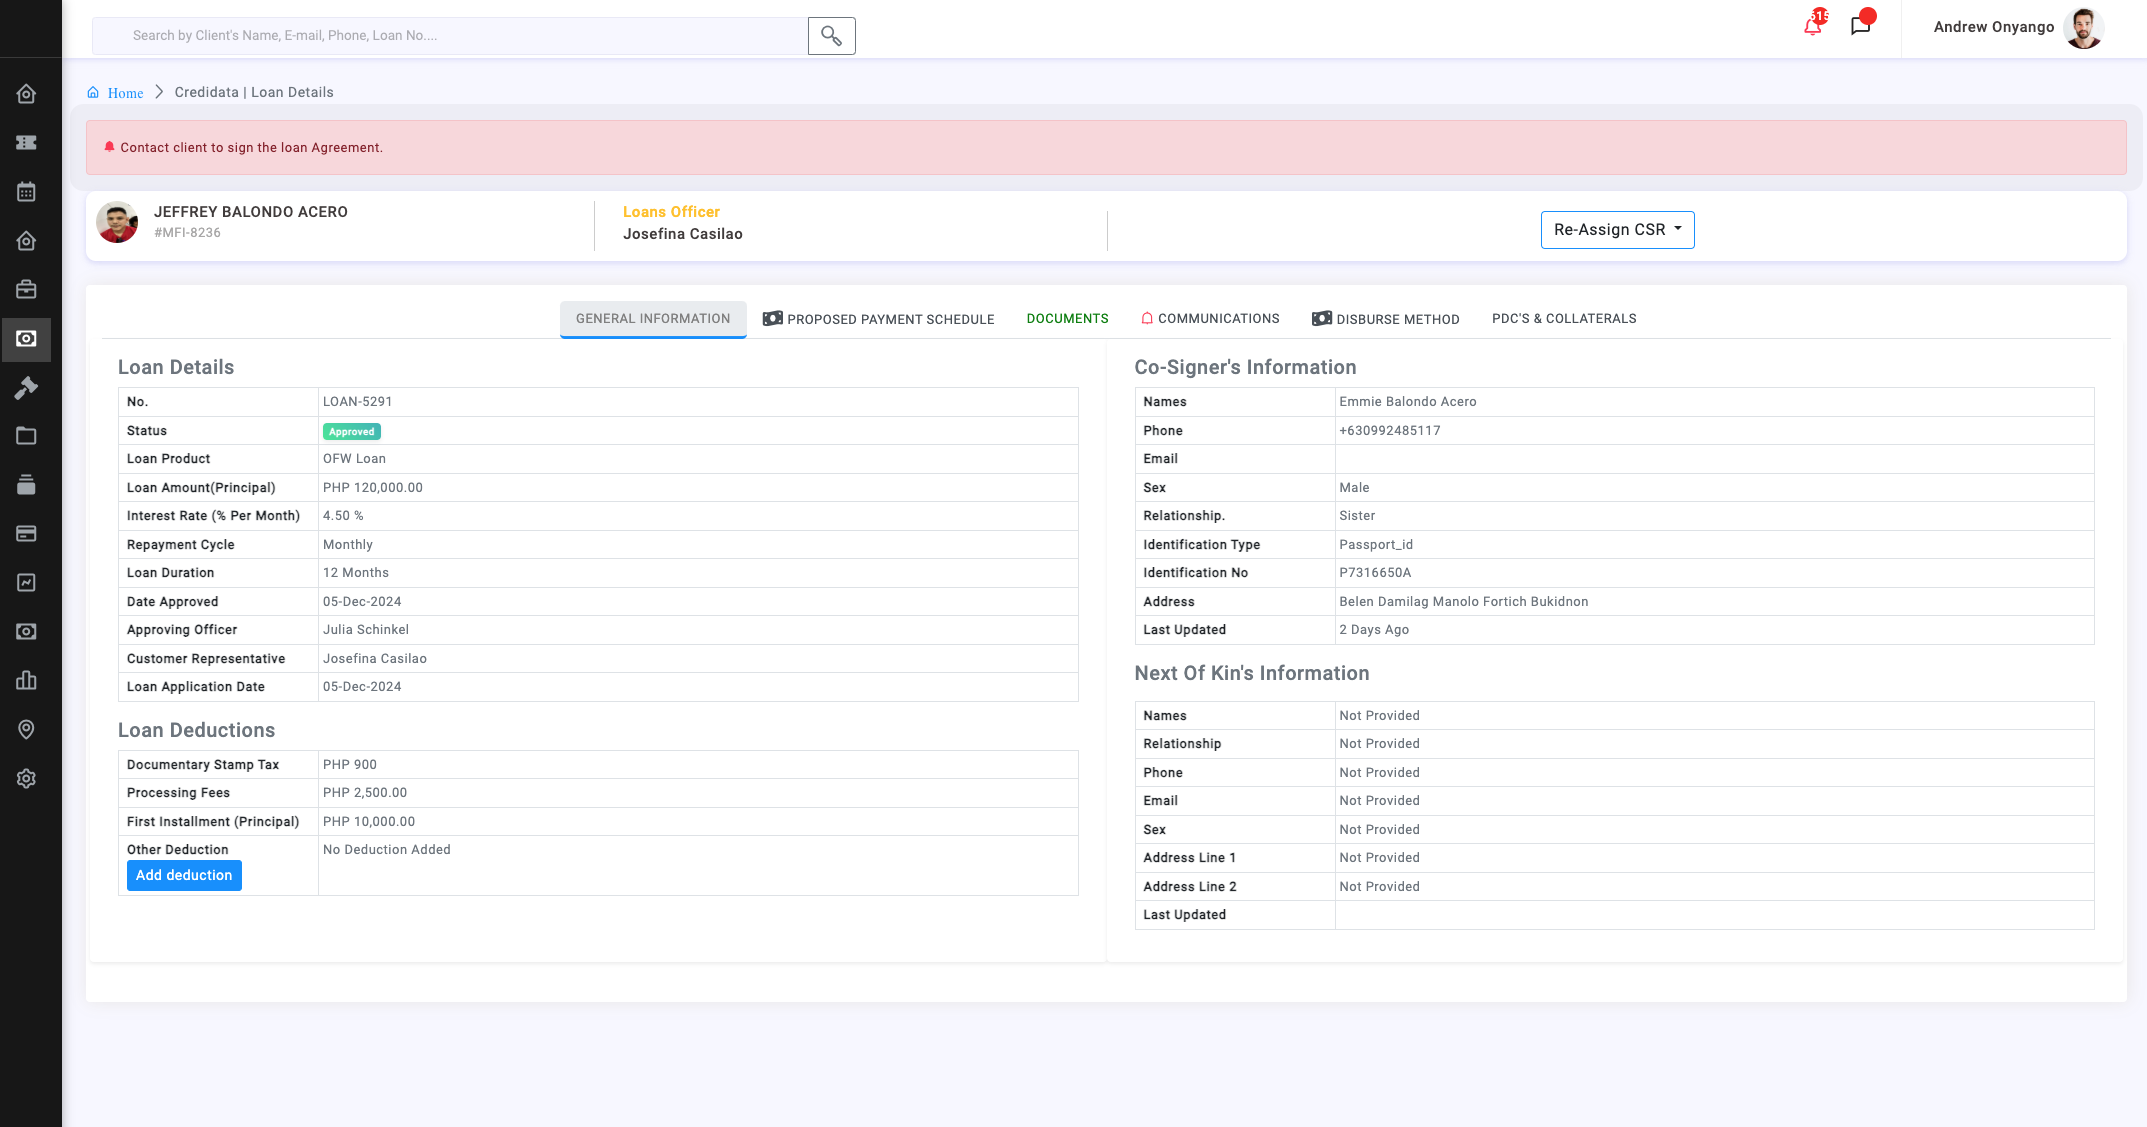 Search by Client's Name, E-mail, Phone, Loan No....
515
Andrew Onyango
Home
Credidata | Loan Details
Contact client to sign the loan Agreement.
JEFFREY BALONDO ACERO
#MFI-8236
Loans Officer
Josefina Casilao
Re-Assign CSR
GENERAL INFORMATION
PROPOSED PAYMENT SCHEDULE
DOCUMENTS
COMMUNICATIONS
DISBURSE METHOD
PDC'S & COLLATERALS
Loan Details
No. LOAN-5291
Status Approved
Loan Product OFW Loan
Loan Amount(Principal) PHP 120,000.00
Interest Rate (% Per Month) 4.50 %
Repayment Cycle Monthly
Loan Duration 12 Months
Date Approved 05-Dec-2024
Approving Officer Julia Schinkel
Customer Representative Josefina Casilao
Loan Application Date 05-Dec-2024
Loan Deductions
Documentary Stamp Tax PHP 900
Processing Fees PHP 2,500.00
First Installment (Principal) PHP 10,000.00
Other Deduction No Deduction Added
Add deduction
Co-Signer's Information
Names Emmie Balondo Acero
Phone +630992485117
Email
Sex Male
Relationship. Sister
Identification Type Passport_id
Identification No P7316650A
Address Belen Damilag Manolo Fortich Bukidnon
Last Updated 2 Days Ago
Next Of Kin's Information
Names Not Provided
Relationship Not Provided
Phone Not Provided
Email Not Provided
Sex Not Provided
Address Line 1 Not Provided
Address Line 2 Not Provided
Last Updated